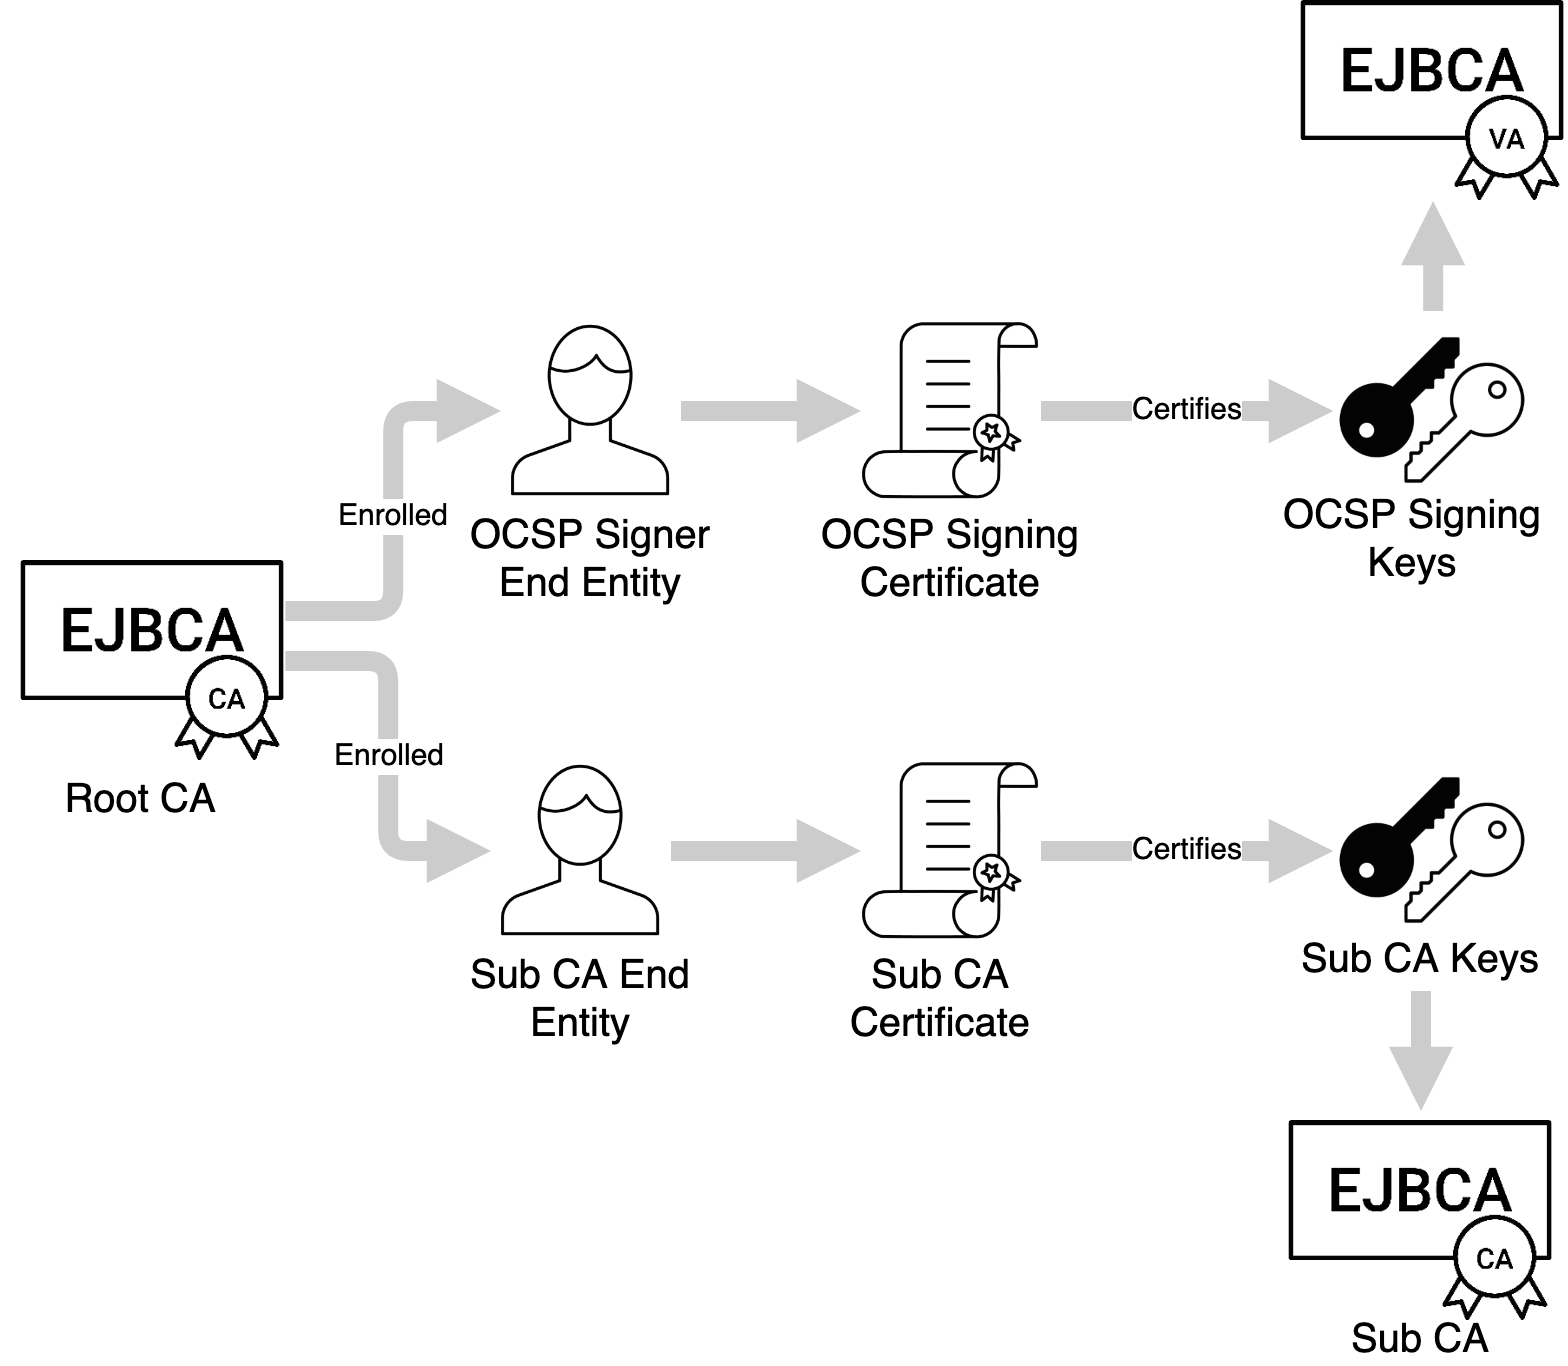 EJBCA
VA
Enrolled
OCSP Signer
End Entity
OCSP Signing
Certificate
Certifies
OCSP Signing
Keys
EJBCA
CA
Root CA
Enrolled
Sub CA End
Entity
Sub CA
Certificate
Certifies
Sub CA Keys
EJBCA
CA
Sub CA